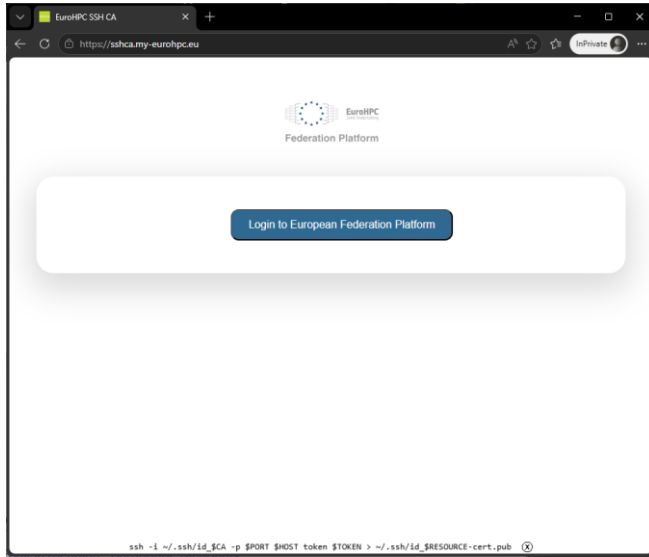 EuroHPC SSH CA
https://sshca.my-eurohpc.eu
InPrivate
EuroHPC
Federation Platform
Login to European Federation Platform
ssh -i ~/.ssh/id_$CA -p $PORT $HOST token $TOKEN > ~/.ssh/id_$RESOURCE-cert.pub